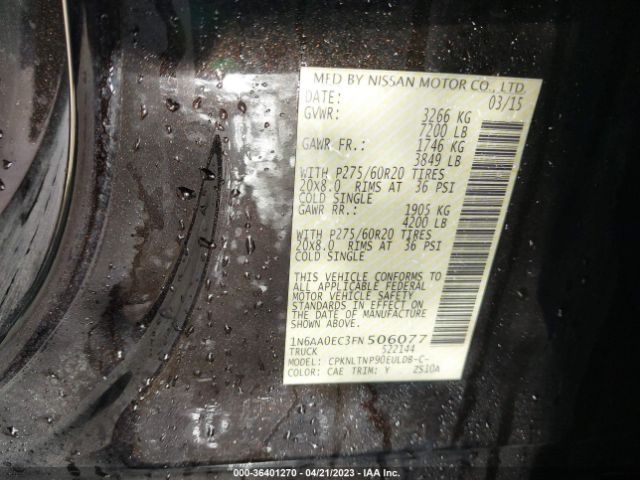 MFD BY NISSAN MOTOR CO., LTD.
DATE: 03/15
GVWR: 3266 KG
7200 LB
GAWR FR.: 1746 KG
3849 LB
WITH P275/60R20 TIRES
20X8.0 RIMS AT 36 PSI
COLD SINGLE
GAWR RR.: 1905 KG
4200 LB
WITH P275/60R20 TIRES
20X8.0 RIMS AT 36 PSI
COLD SINGLE
THIS VEHICLE CONFORMS TO
ALL APPLICABLE FEDERAL
MOTOR VEHICLE SAFETY
STANDARDS IN EFFECT ON
THE DATE OF MANUFACTURE
SHOWN ABOVE.
1N6AA0EC3FN506077
TRUCK 522144
MODEL: CPKNLTNP90EULD8-C-
COLOR: CAE TRIM: Y ZS10A
000-36401270 - 04/21/2023 - IAA Inc.